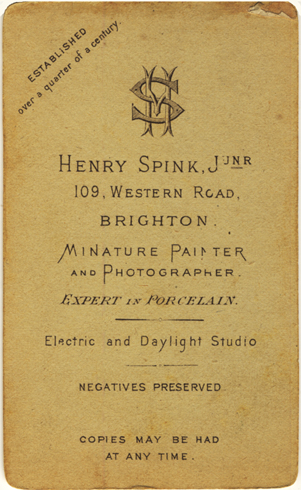 ESTABLISHED
over a quarter of a century.
HS
HENRY SPINK, JUNR
109, WESTERN ROAD,
BRIGHTON.
MINATURE PAINTER
AND PHOTOGRAPHER.
EXPERT IN PORCELAIN.
Electric and Daylight Studio
NEGATIVES PRESERVED
COPIES MAY BE HAD
AT ANY TIME.